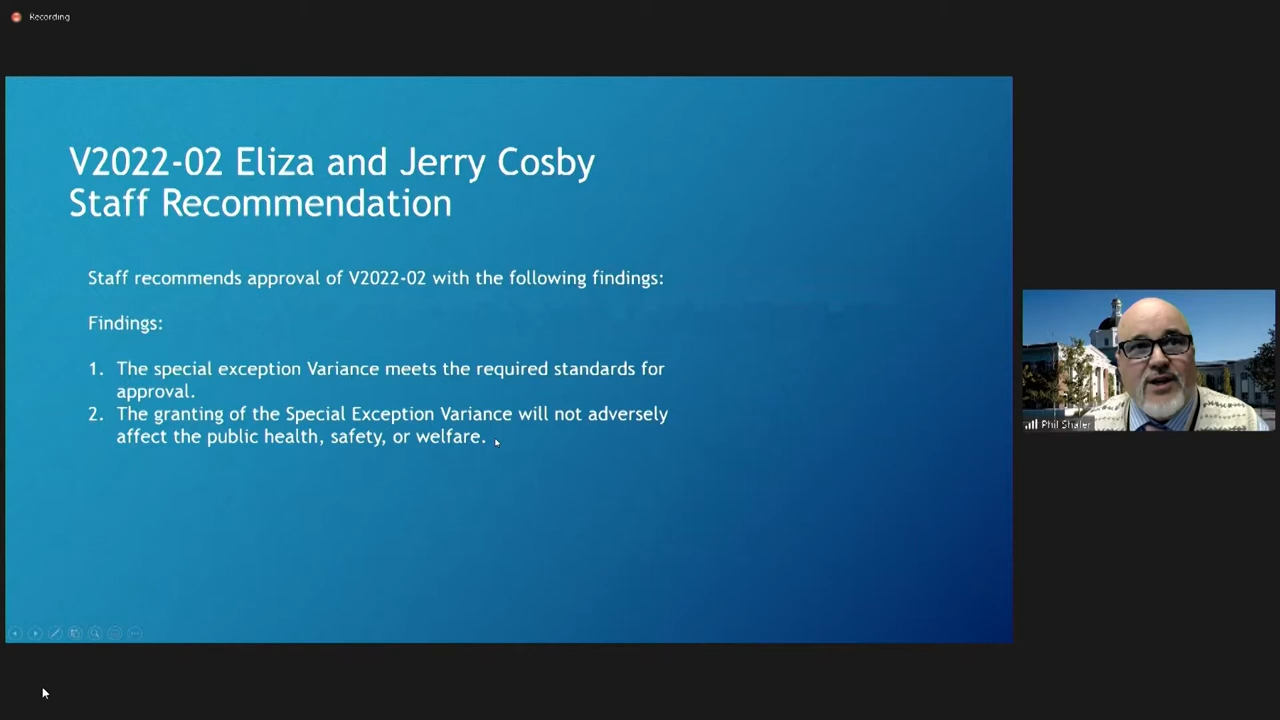 Recording
V2022-02 Eliza and Jerry Cosby
Staff Recommendation
Staff recommends approval of V2022-02 with the following findings:
Findings:
1. The special exception Variance meets the required standards for
approval.
2. The granting of the Special Exception Variance will not adversely
affect the public health, safety, or welfare.
Phil Shafer